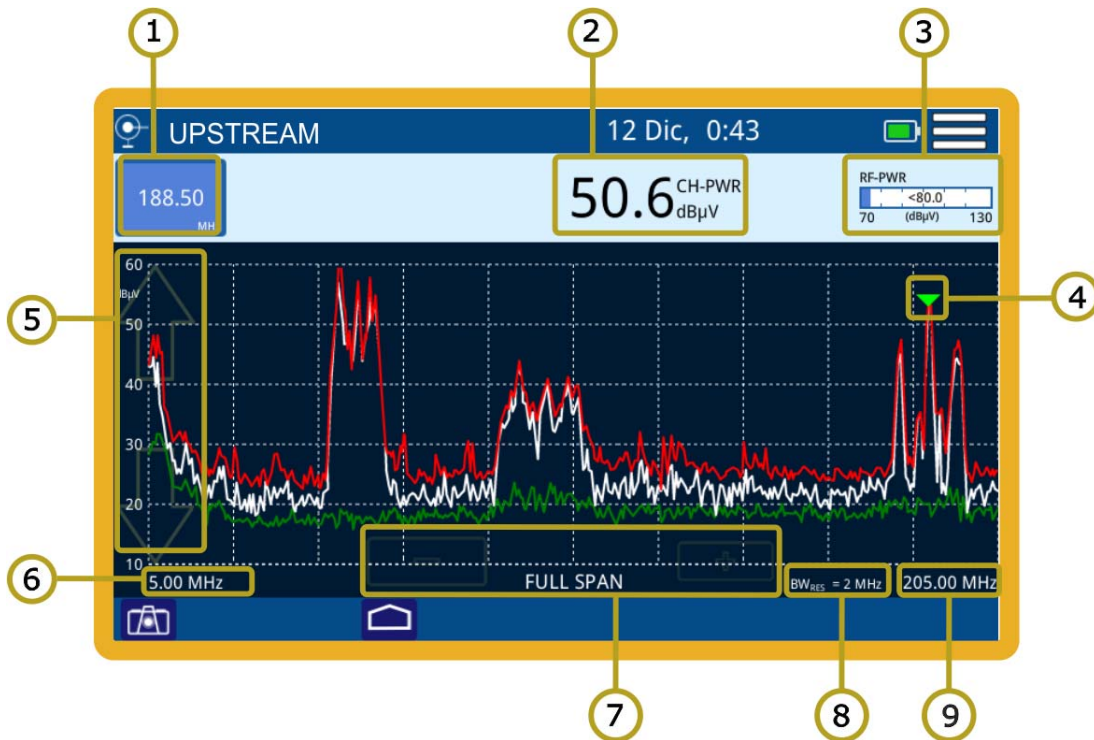 1 2 3
UPSTREAM 12 Dic, 0:43
188.50
MH
50.6
CH-PWR
dBµV
RF-PWR
<80.0
70 (dBµV) 130
60
dBµV
50
40
30
20
10
4
5
6
5.00 MHz
FULL SPAN
BWRES = 2 MHz
205.00 MHz
7 8 9